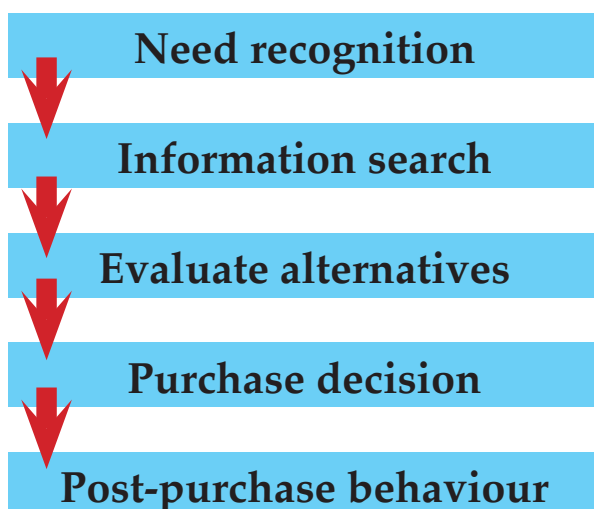 Need recognition
Information search
Evaluate alternatives
Purchase decision
Post-purchase behaviour